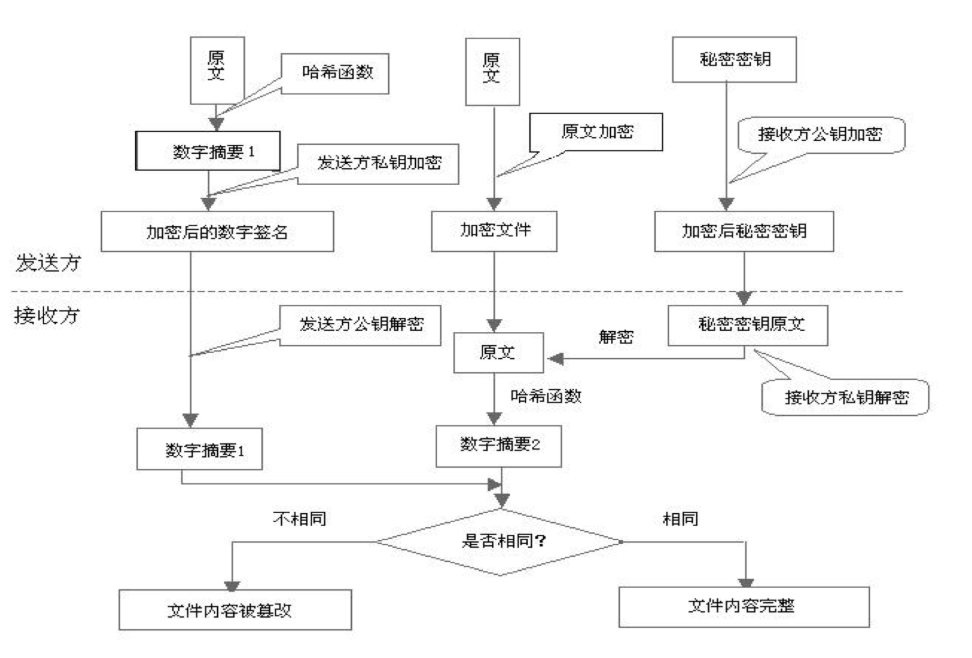 原文
哈希函数
原文
秘密密钥
数字摘要1
发送方私钥加密
原文加密
接收方公钥加密
加密后的数字签名
加密文件
加密后秘密密钥
发送方
接收方
发送方公钥解密
原文
解密
秘密密钥原文
哈希函数
接收方私钥解密
数字摘要1
数字摘要2
不相同
是否相同?
相同
文件内容被篡改
文件内容完整